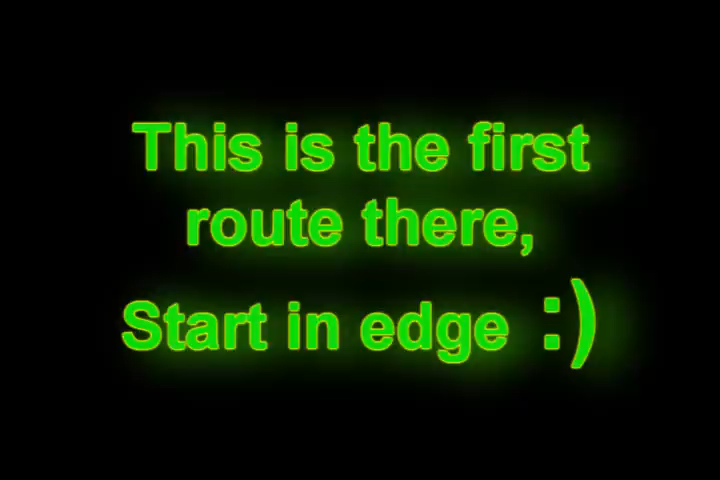 This is the first
route there,
Start in edge :)